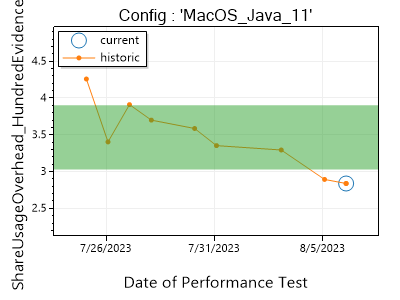 Config : 'MacOS_Java_11'
current
historic
4.5
4
3.5
3
2.5
ShareUsageOverhead_HundredEvidence
7/26/2023
7/31/2023
8/5/2023
Date of Performance Test